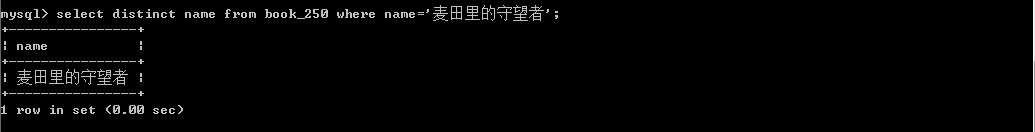 mysql> select distinct name from book_250 where name='麦田里的守望者';
+----------------+
| name           |
+----------------+
| 麦田里的守望者 |
+----------------+
1 row in set (0.00 sec)